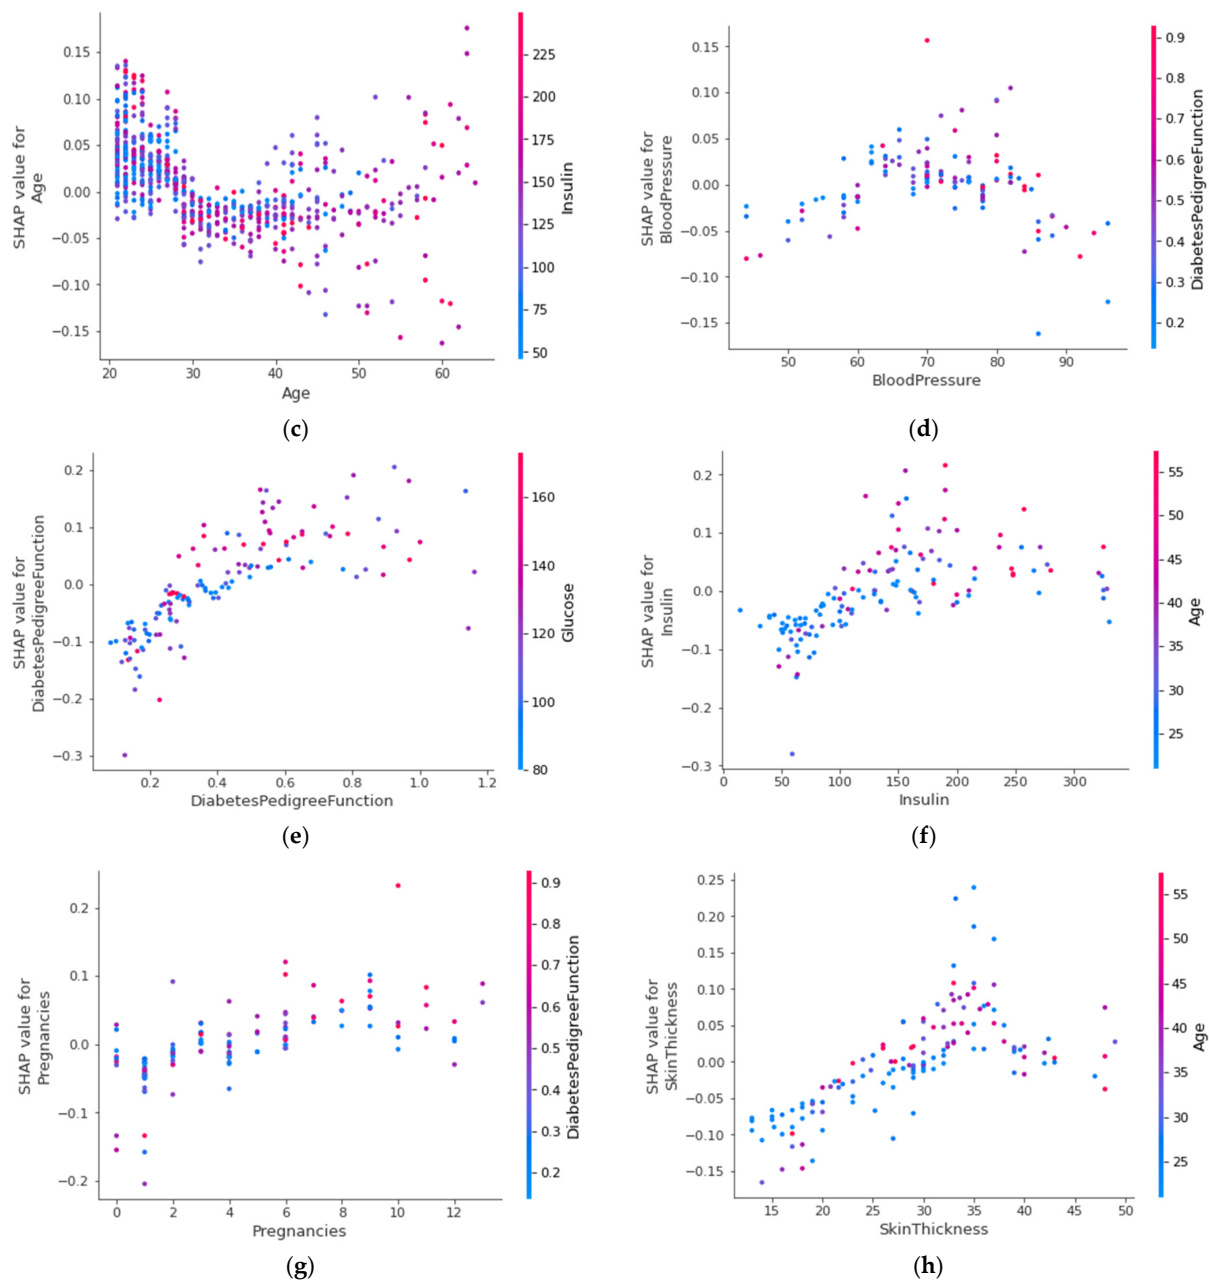 0.15
0.10
0.05
0.00
−0.05
−0.10
−0.15
SHAP value for
Age
20 30 40 50 60
Age
225
200
175
150
125
100
75
50
Insulin
(c)
0.15
0.10
0.05
0.00
−0.05
−0.10
−0.15
SHAP value for
BloodPressure
50 60 70 80 90
BloodPressure
0.9
0.8
0.7
0.6
0.5
0.4
0.3
0.2
DiabetesPedigreeFunction
(d)
0.2
0.1
0.0
−0.1
−0.2
−0.3
SHAP value for
DiabetesPedigreeFunction
0.2 0.4 0.6 0.8 1.0 1.2
DiabetesPedigreeFunction
160
140
120
100
80
Glucose
(e)
0.2
0.1
0.0
−0.1
−0.2
−0.3
SHAP value for
Insulin
0 50 100 150 200 250 300
Insulin
55
50
45
40
35
30
25
Age
(f)
0.2
0.1
0.0
−0.1
−0.2
SHAP value for
Pregnancies
0 2 4 6 8 10 12
Pregnancies
0.9
0.8
0.7
0.6
0.5
0.4
0.3
0.2
DiabetesPedigreeFunction
(g)
0.25
0.20
0.15
0.10
0.05
0.00
−0.05
−0.10
−0.15
SHAP value for
SkinThickness
15 20 25 30 35 40 45 50
SkinThickness
55
50
45
40
35
30
25
Age
(h)